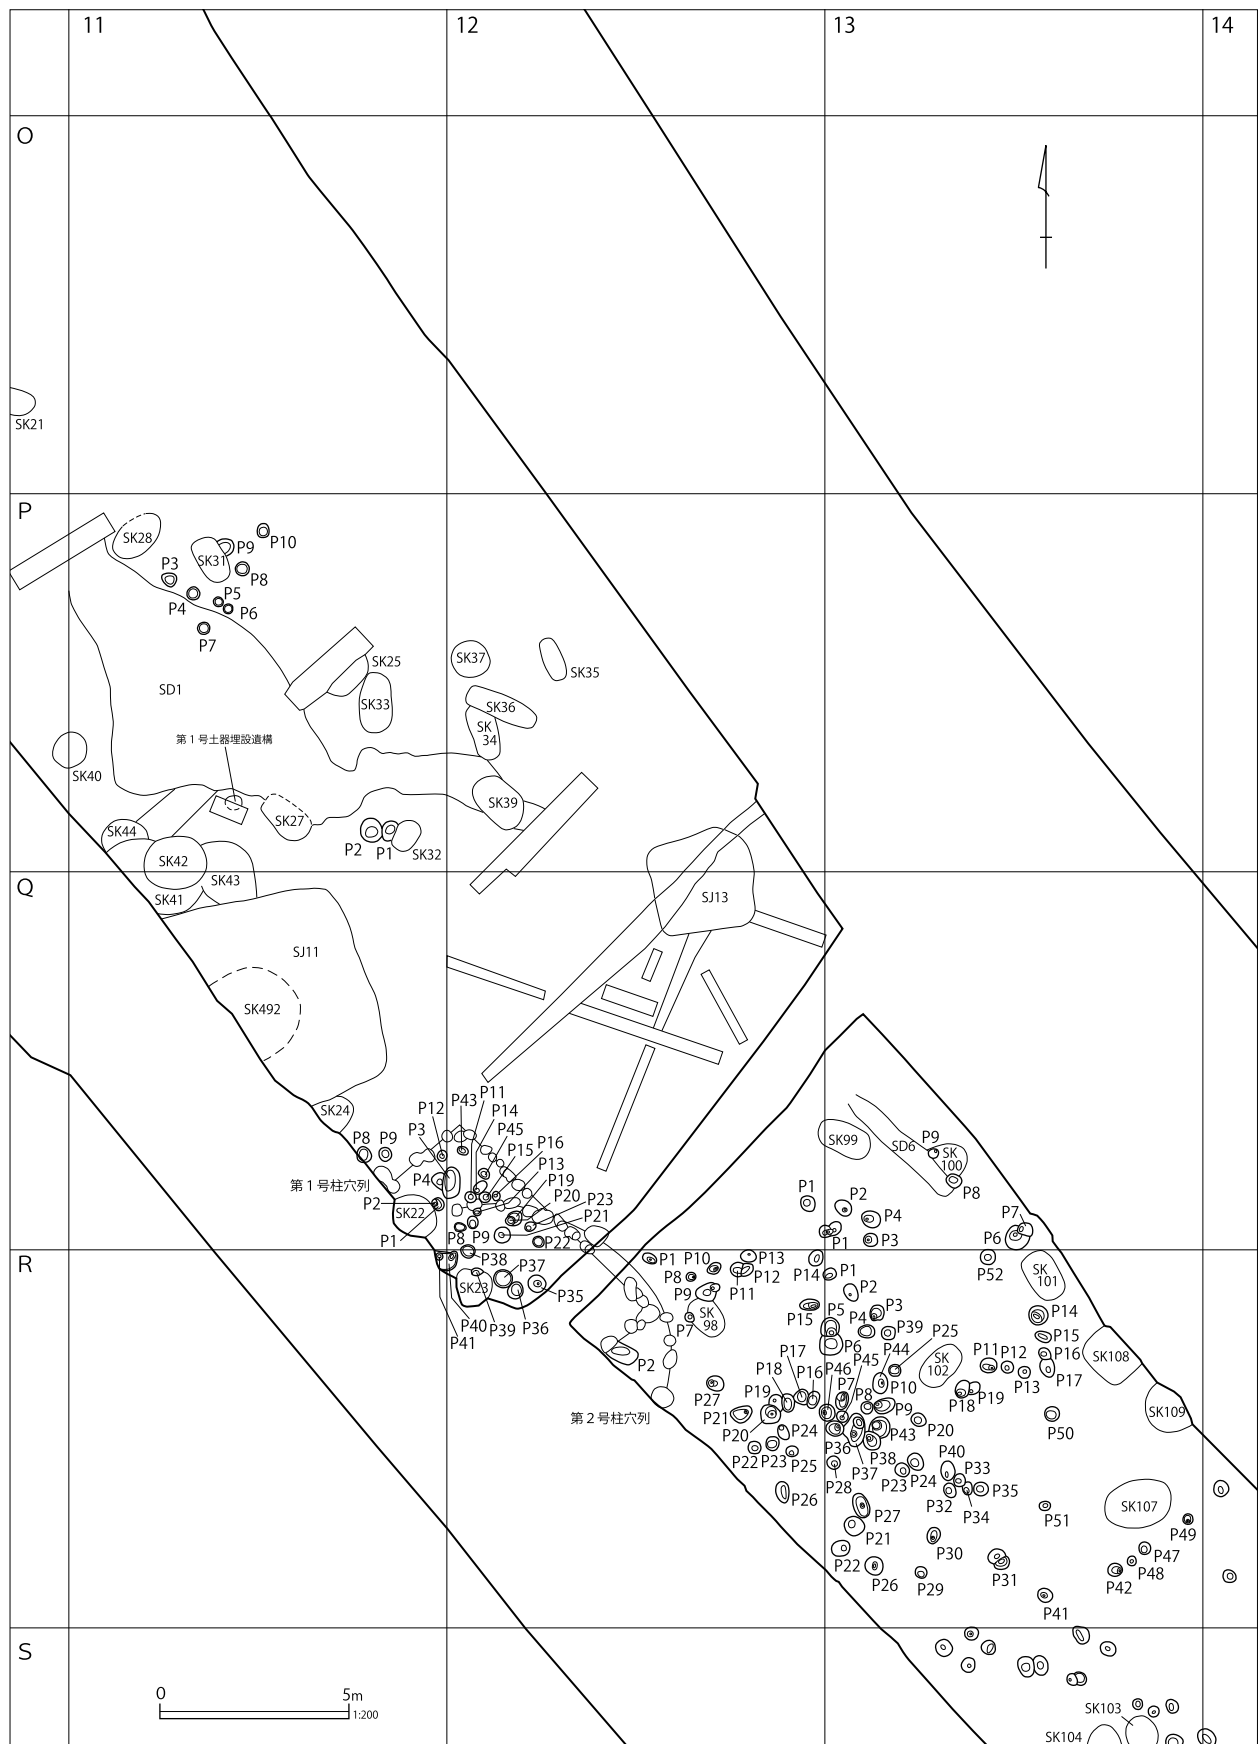 11
12
13
14
O
SK21
P
SK28
P9
P10
SK31
P3
P8
P5
P4
P6
P7
SK25
SK37
SK35
SD1
SK33
SK36
SK
34
第1号土器埋設遺構
SK40
SK39
SK27
SK44
P2
P1
SK32
SK42
SK43
Q
SK41
SJ13
SJ11
SK492
SK24
P43
P11
P12
P14
P3
P45
P16
P15
P13
P8
P9
P19
P4
第1号柱穴列
P20
P2
P23
SK22
P21
P1
P8
P9
P22
SK99
SD6
P9
SK
100
P8
P1
P2
P4
P7
P6
P1
P3
R
P38
P37
SK23
P35
P40
P39
P36
P41
P1
P10
P13
P14
P1
P52
SK
101
P8
P12
P11
P2
P9
P15
P5
P3
P4
P14
P7
SK
98
P39
P25
P6
P15
P2
P17
P46
P45
P44
SK
102
P11
P12
P16
SK108
P18
P16
P7
P10
P13
P17
P27
P19
P8
P18
P19
第2号柱穴列
P21
P9
SK109
P20
P24
P36
P43
P20
P50
P22
P23
P25
P38
P37
P40
P28
P23
P24
P33
P26
P32
P35
P34
P27
P51
SK107
P49
P21
P30
P47
P22
P31
P48
P26
P29
P42
P41
S
0
5m
1:200
SK103
SK104